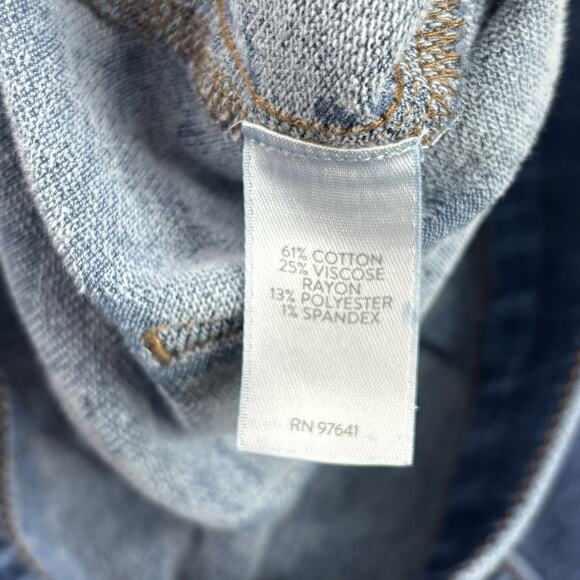 61% COTTON
25% VISCOSE
RAYON
13% POLYESTER
1% SPANDEX
RN 97641